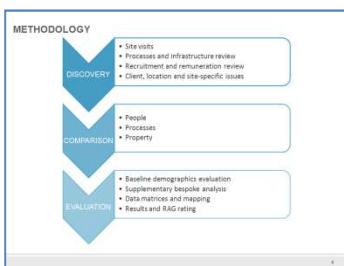 METHODOLOGY
DISCOVERY
• Site visits
• Processes and infrastructure review
• Recruitment and remuneration review
• Client, location and site-specific issues
COMPARISON
• People
• Processes
• Property
EVALUATION
• Baseline demographics evaluation
• Supplementary bespoke analysis
• Data matrices and mapping
• Results and RAG rating